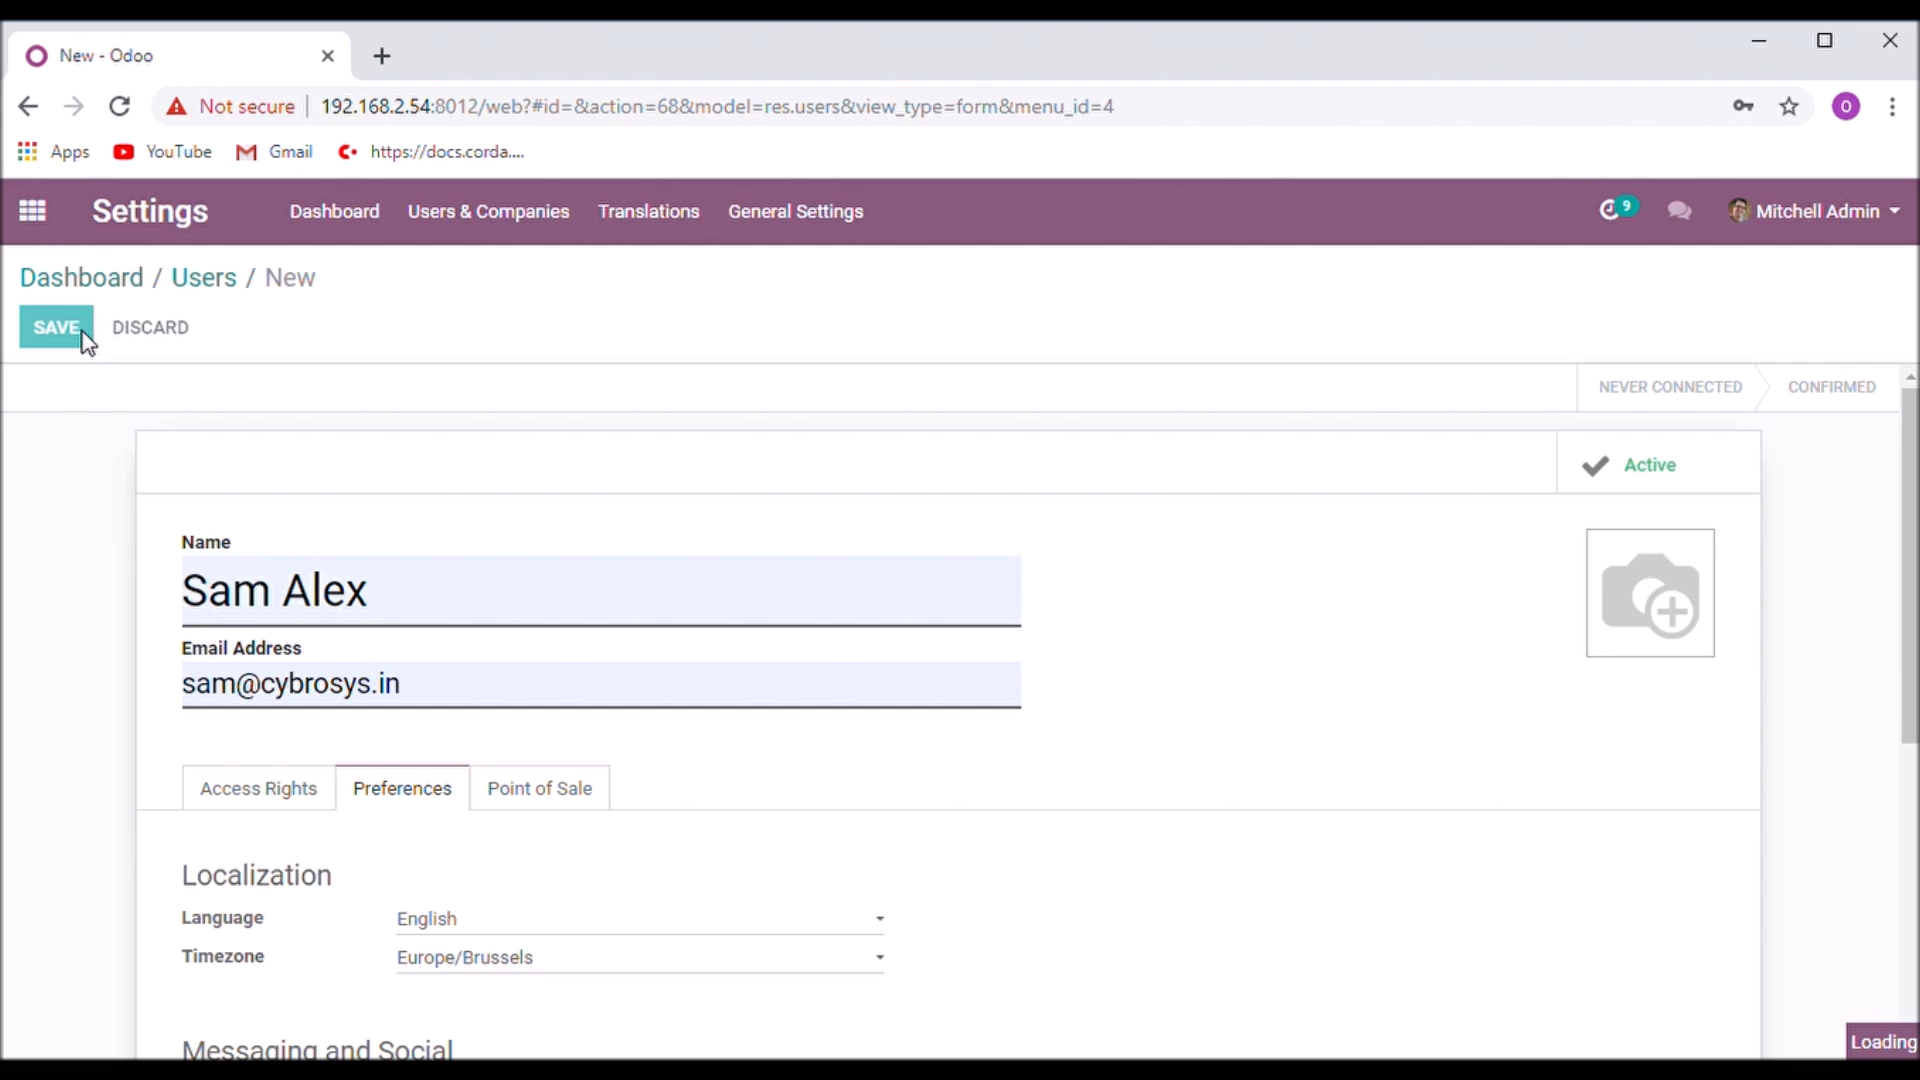 New - Odoo
Not secure 192.168.2.54:8012/web?#id=&action=68&model=res.users&view_type=form&menu_id=4 O
Apps YouTube Gmail https://docs.corda....
Settings Dashboard Users & Companies Translations General Settings 9 Mitchell Admin
Dashboard / Users / New
SAVE DISCARD
NEVER CONNECTED CONFIRMED
Active
Name
Sam Alex
Email Address
sam@cybrosys.in
Access Rights Preferences Point of Sale
Localization
Language English
Timezone Europe/Brussels
Messaging and Social
Loading